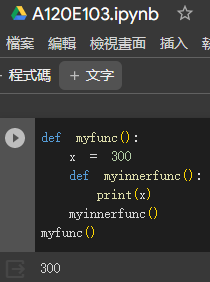 A120E103.ipynb
檔案 編輯 檢視畫面 插入
+ 程式碼 + 文字
def myfunc():
    x = 300
    def myinnerfunc():
        print(x)
    myinnerfunc()
myfunc()
300